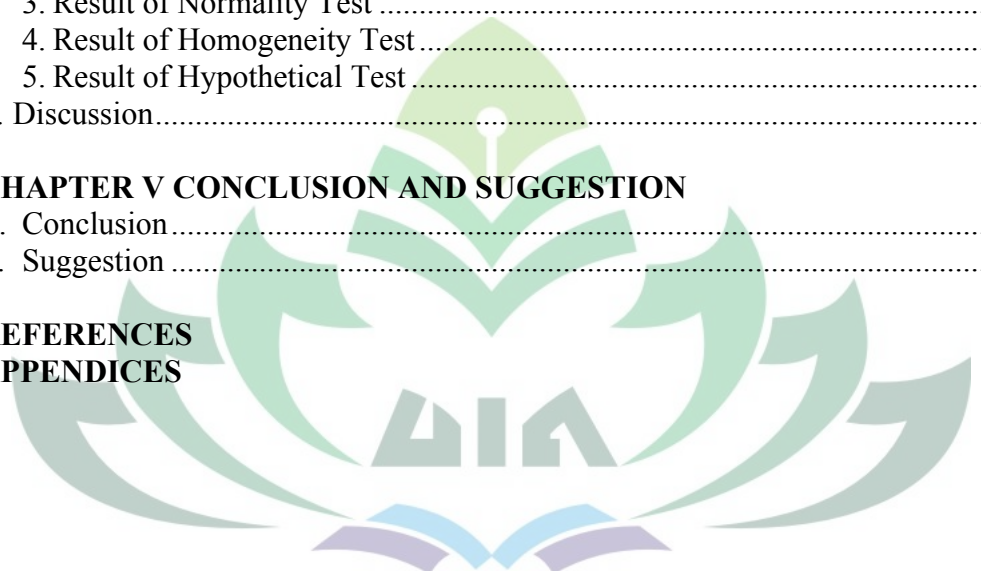 3. Result of Normality Test ....................................................................................
4. Result of Homogeneity Test ................................................................................
5. Result of Hypothetical Test ................................................................................
. Discussion................................................................................................................
HAPTER V CONCLUSION AND SUGGESTION
. Conclusion..............................................................................................................
. Suggestion ..............................................................................................................
EFERENCES
PPENDICES
UIN